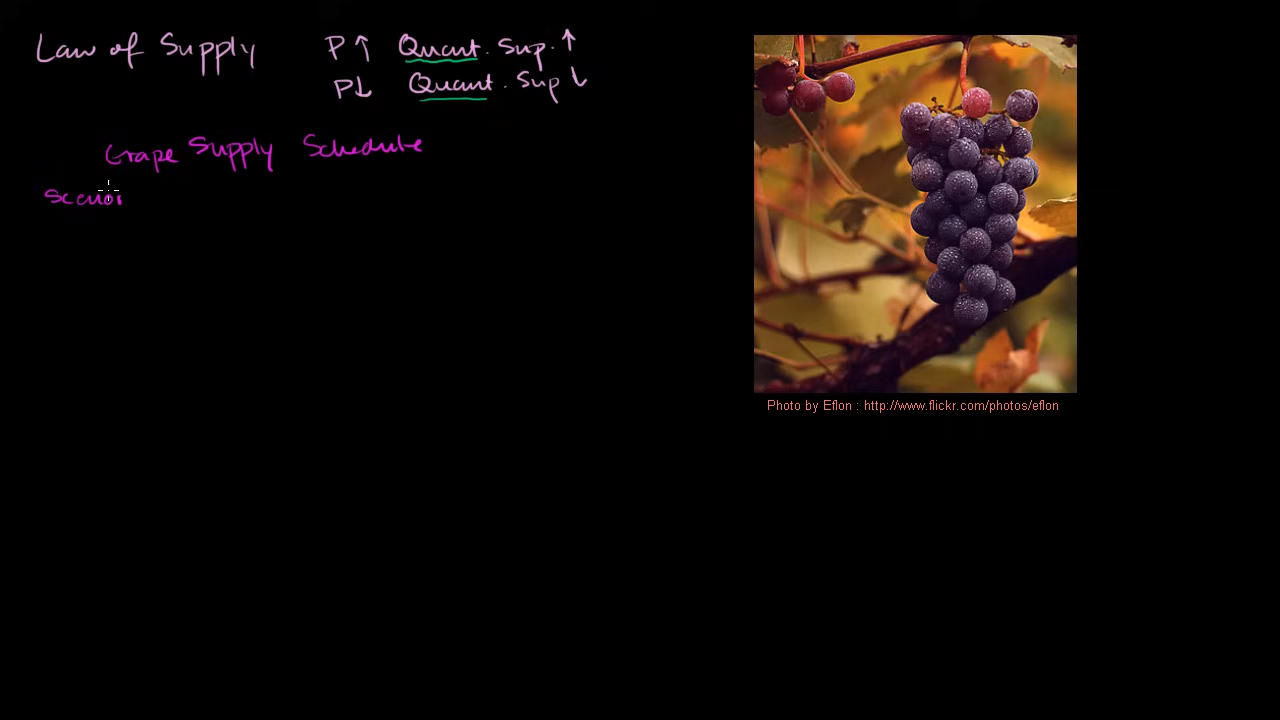 Law of Supply P↑ Quant. Sup. ↑
P↓ Quant. Sup ↓
Grape Supply Schedule
Scenar
Photo by Eflon : http://www.flickr.com/photos/eflon